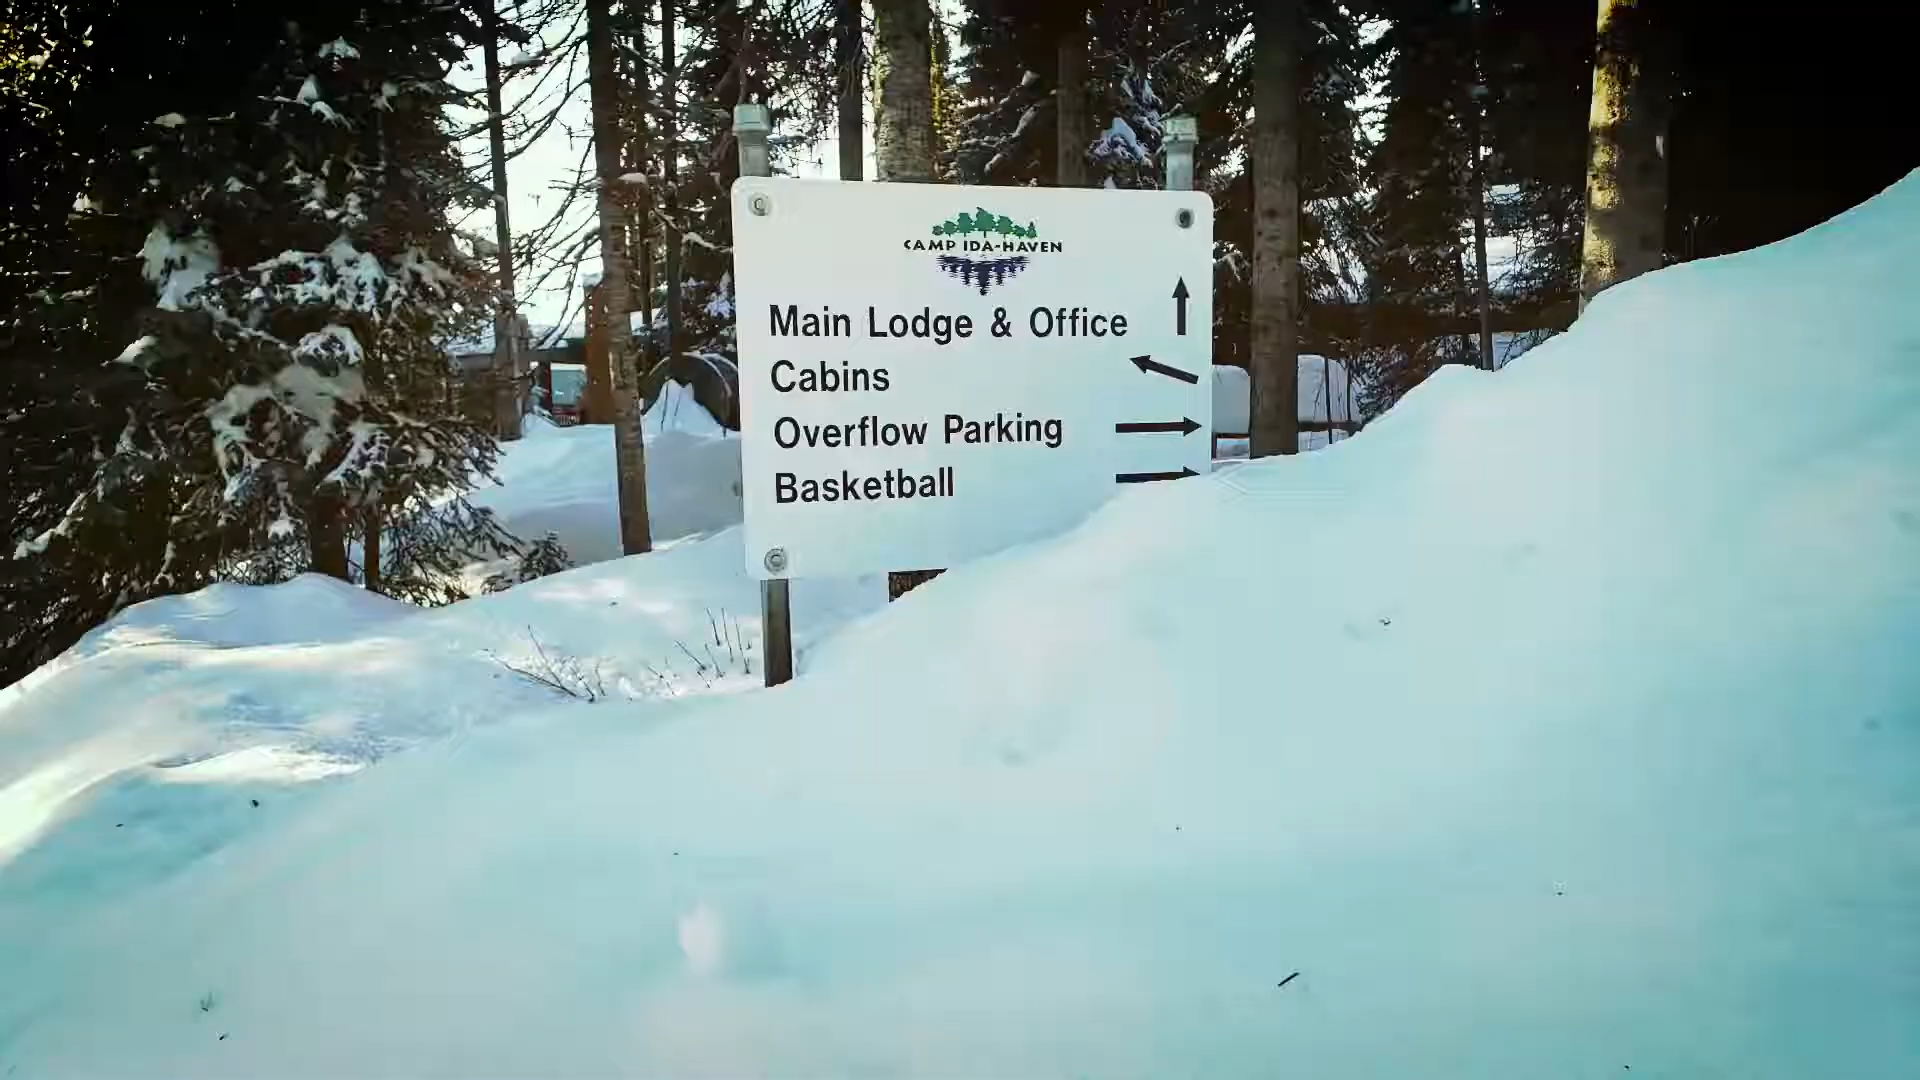 CAMP IDA-HAVEN
Main Lodge & Office
Cabins
Overflow Parking
Basketball